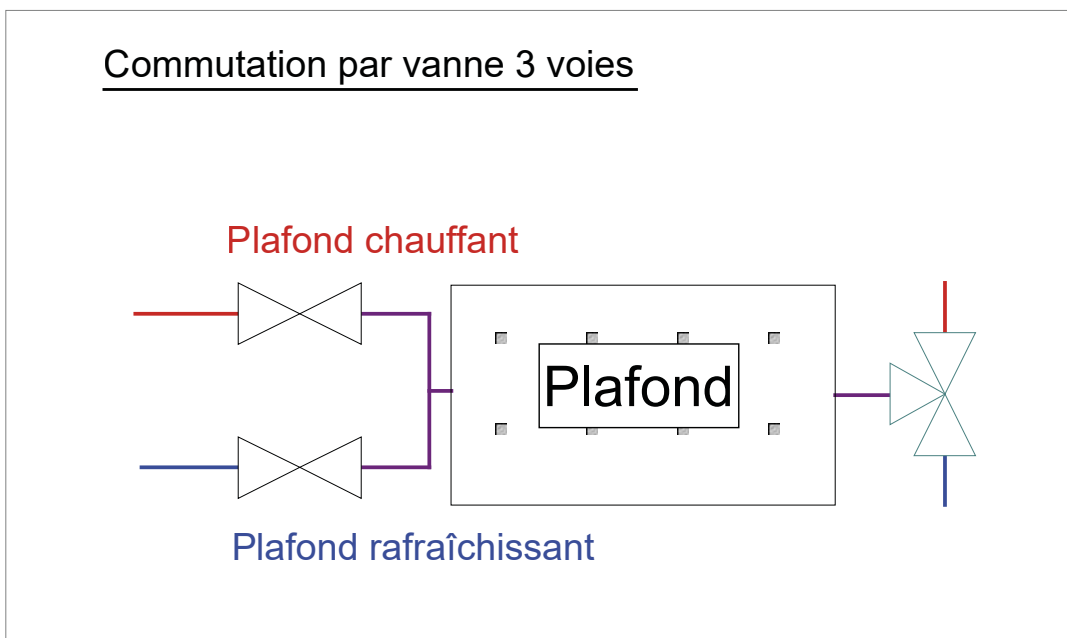 Commutation par vanne 3 voies
Plafond chauffant
Plafond
Plafond rafraîchissant